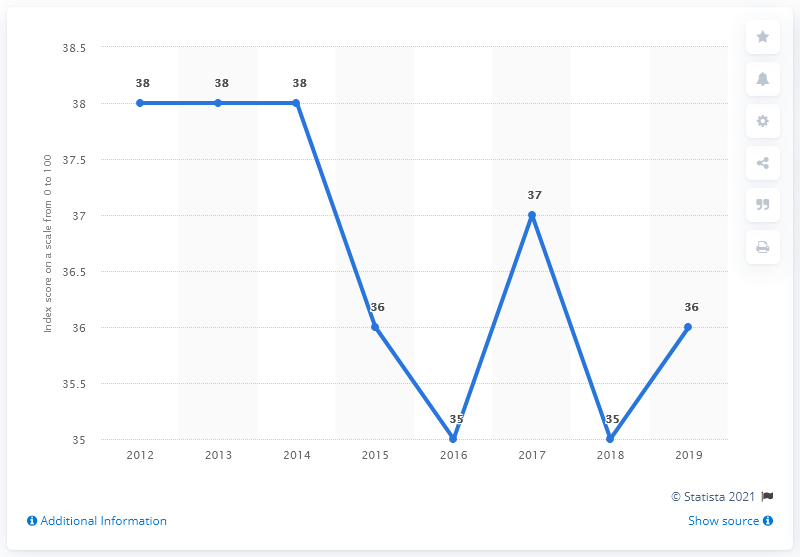 38.5
38
37.5
37
36.5
36
35.5
35
Index score on a scale from 0 to 100
38 38 38 36 35 37 35 36
2012 2013 2014 2015 2016 2017 2018 2019
© Statista 2021
Additional Information Show source